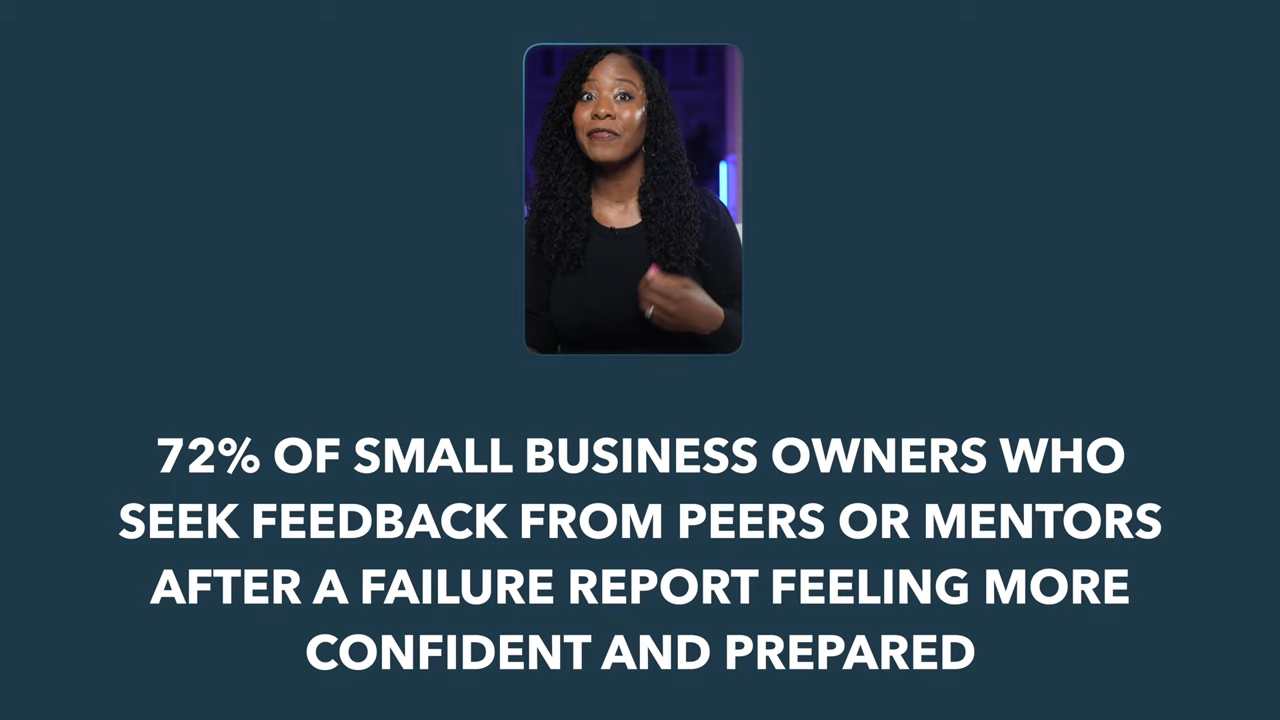 72% OF SMALL BUSINESS OWNERS WHO
SEEK FEEDBACK FROM PEERS OR MENTORS
AFTER A FAILURE REPORT FEELING MORE
CONFIDENT AND PREPARED